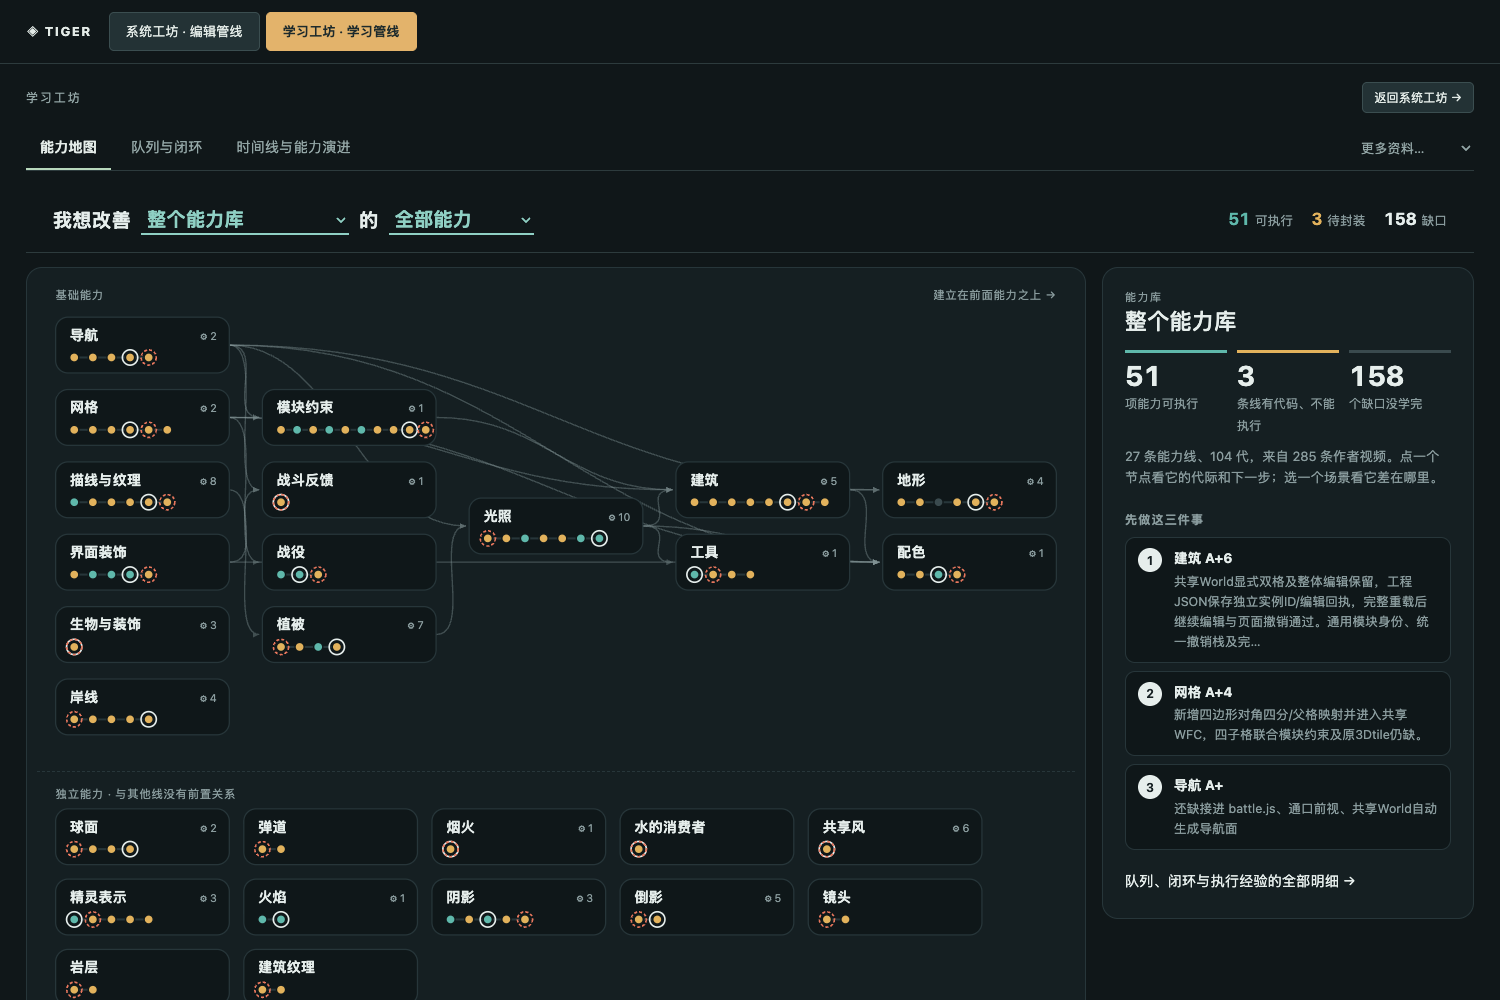 ◈ TIGER
系统工坊 · 编辑管线
学习工坊 · 学习管线
学习工坊
返回系统工坊 →
能力地图
队列与闭环
时间线与能力演进
更多资料...
我想改善 整个能力库 的 全部能力
51 可执行 3 待封装 158 缺口
基础能力
建立在前面能力之上 →
导航 2
网格 2
模块约束 1
描线与纹理 8
战斗反馈 1
建筑 5
地形 4
光照 10
界面装饰
战役
工具 1
配色 1
生物与装饰 3
植被 7
岸线 4
独立能力 · 与其他线没有前置关系
球面 2
弹道
烟火 1
水的消费者
共享风 6
精灵表示 3
火焰 1
阴影 3
倒影 5
镜头
岩层
建筑纹理
能力库
整个能力库
51
项能力可执行
3
条线有代码、不能
执行
158
个缺口没学完
27 条能力线、104 代，来自 285 条作者视频。点一个
节点看它的代际和下一步；选一个场景看它差在哪里。
先做这三件事
1 建筑 A+6
共享World显式双格及整体编辑保留，工程
JSON保存独立实例ID/编辑回执，完整重载后
继续编辑与页面撤销通过。通用模块身份、统
一撤销栈及完...
2 网格 A+4
新增四边形对角四分/父格映射并进入共享
WFC，四子格联合模块约束及原3Dtile仍缺。
3 导航 A+
还缺接进 battle.js、通口前视、共享World自动
生成导航面
队列、闭环与执行经验的全部明细 →